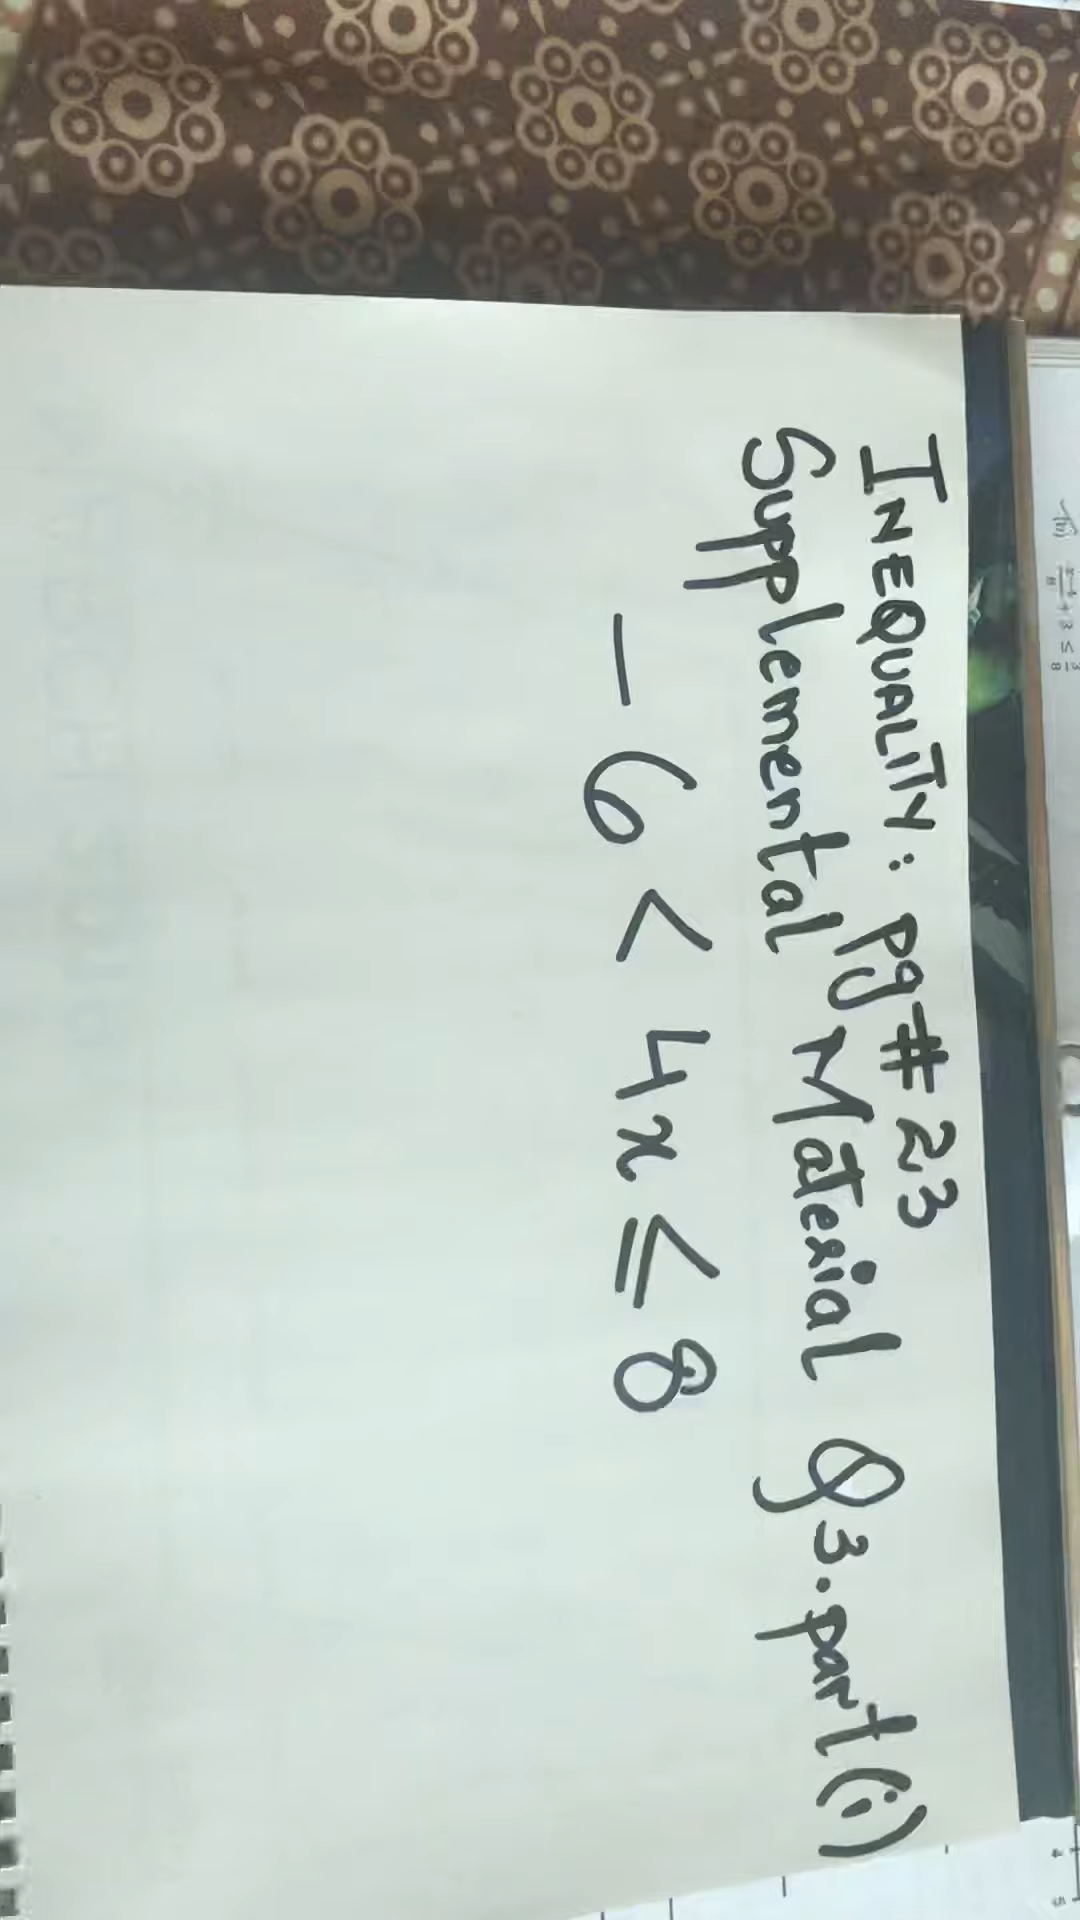 INEQUALITY: Pg # 23
Supplemental Material Q3. part (i)
- 6 < 4x ≤ 8